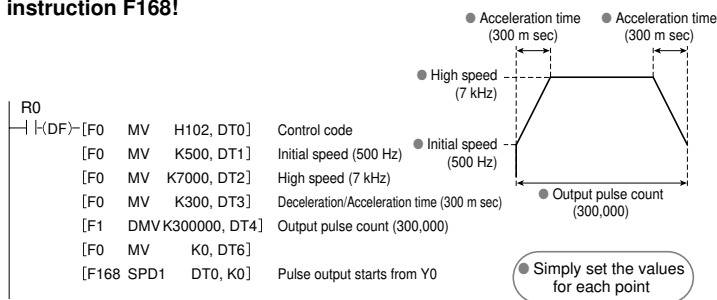 instruction F168!
R0
(DF) [F0 MV H102, DT0] Control code
[F0 MV K500, DT1] Initial speed (500 Hz)
[F0 MV K7000, DT2] High speed (7 kHz)
[F0 MV K300, DT3] Deceleration/Acceleration time (300 m sec)
[F1 DMV K300000, DT4] Output pulse count (300,000)
[F0 MV K0, DT6]
[F168 SPD1 DT0, K0] Pulse output starts from Y0
● Acceleration time
(300 m sec)
● Acceleration time
(300 m sec)
● High speed
(7 kHz)
● Initial speed
(500 Hz)
● Output pulse count
(300,000)
● Simply set the values
for each point